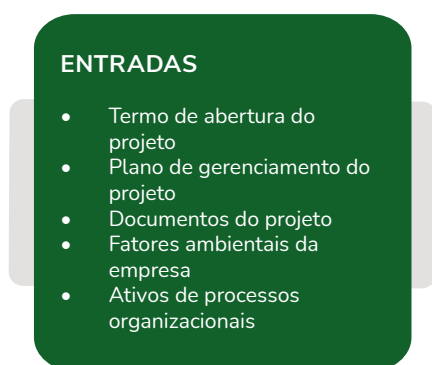 ENTRADAS
• Termo de abertura do
projeto
• Plano de gerenciamento do
projeto
• Documentos do projeto
• Fatores ambientais da
empresa
• Ativos de processos
organizacionais